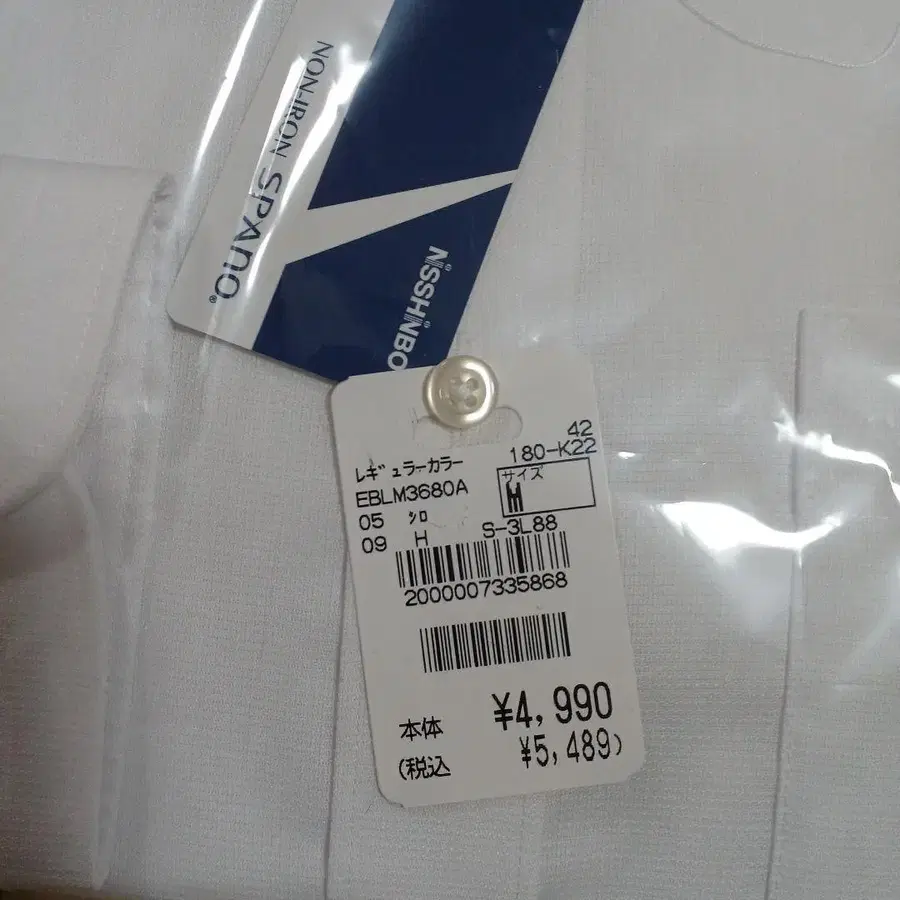 NON-IRON SPANO®
NISSHINBO
42
180-K22
ﾚｷﾞｭﾗｰｶﾗｰ
EBLM3680A
サイズ
M
05 ｼﾛ
09 H S-3L88
2000007335868
本体 ¥4,990
(税込 ¥5,489)